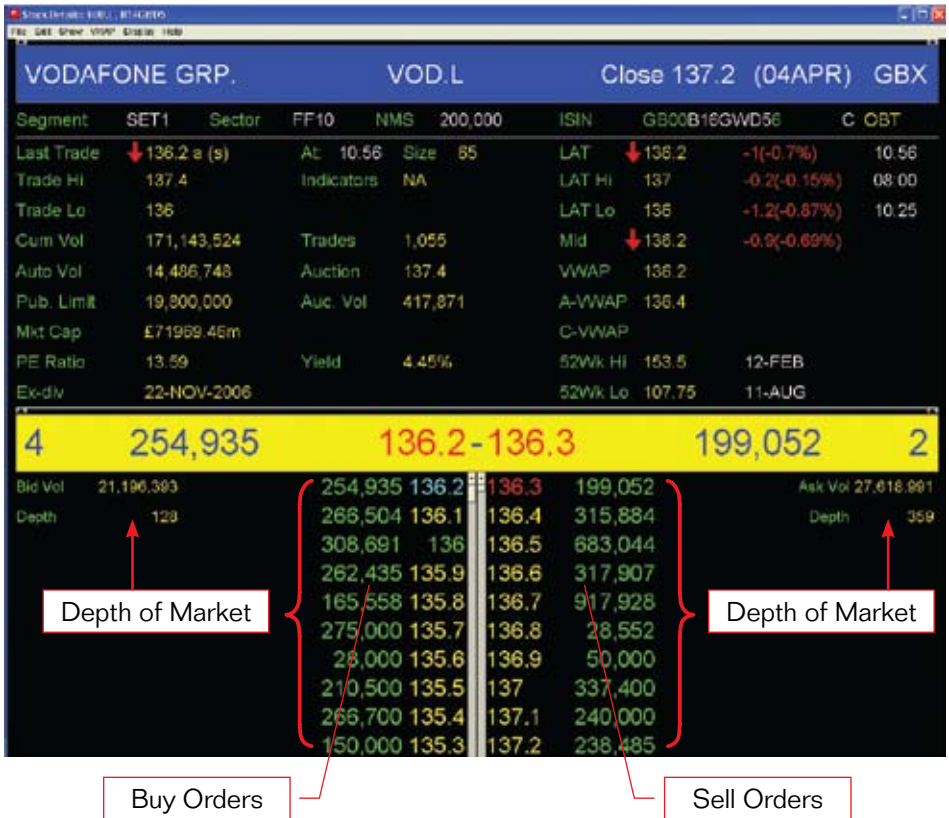 Stock Details: VOD.L , B16GWD5
File Edit Show VWAP Display Help
VODAFONE GRP. VOD.L Close 137.2 (04APR) GBX
Segment SET1 Sector FF10 NMS 200,000 ISIN GB00B16GWD56 C OBT
Last Trade 136.2 a (s) At 10:56 Size 65 LAT 136.2 -1(-0.7%) 10.56
Trade Hi 137.4 Indicators NA LAT Hi 137 -0.2(-0.15%) 08:00
Trade Lo 136 LAT Lo 136 -1.2(-0.87%) 10.25
Cum Vol 171,143,524 Trades 1,055 Mid 136.2 -0.9(-0.69%)
Auto Vol 14,486,748 Auction 137.4 VWAP 136.2
Pub. Limit 19,800,000 Auc. Vol 417,871 A-VWAP 136.4
Mkt Cap £71969.46m C-VWAP
PE Ratio 13.59 Yield 4.45% 52Wk Hi 153.5 12-FEB
Ex-div 22-NOV-2006 52Wk Lo 107.75 11-AUG
4 254,935 136.2-136.3 199,052 2
Bid Vol 21,196,393 254,935 136.2 136.3 199,052 Ask Vol 27,618,991
Depth 128 266,504 136.1 136.4 315,884 Depth 359
308,691 136 136.5 683,044
262,435 135.9 136.6 317,907
Depth of Market 165,558 135.8 136.7 917,928 Depth of Market
275,000 135.7 136.8 28,552
28,000 135.6 136.9 50,000
210,500 135.5 137 337,400
266,700 135.4 137.1 240,000
150,000 135.3 137.2 238,485
Buy Orders Sell Orders